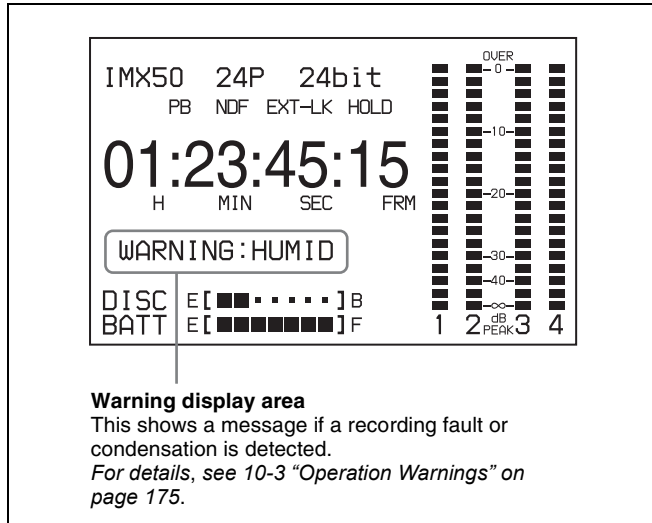 IMX50 24P 24bit
PB NDF EXT-LK HOLD
01:23:45:15
H MIN SEC FRM
WARNING:HUMID
DISC E[ ]B
BATT E[ ]F
OVER
0
-10-
-20-
-30-
-40-
-∞-
dB
1 2 PEAK 3 4
Warning display area
This shows a message if a recording fault or
condensation is detected.
For details, see 10-3 “Operation Warnings” on
page 175.